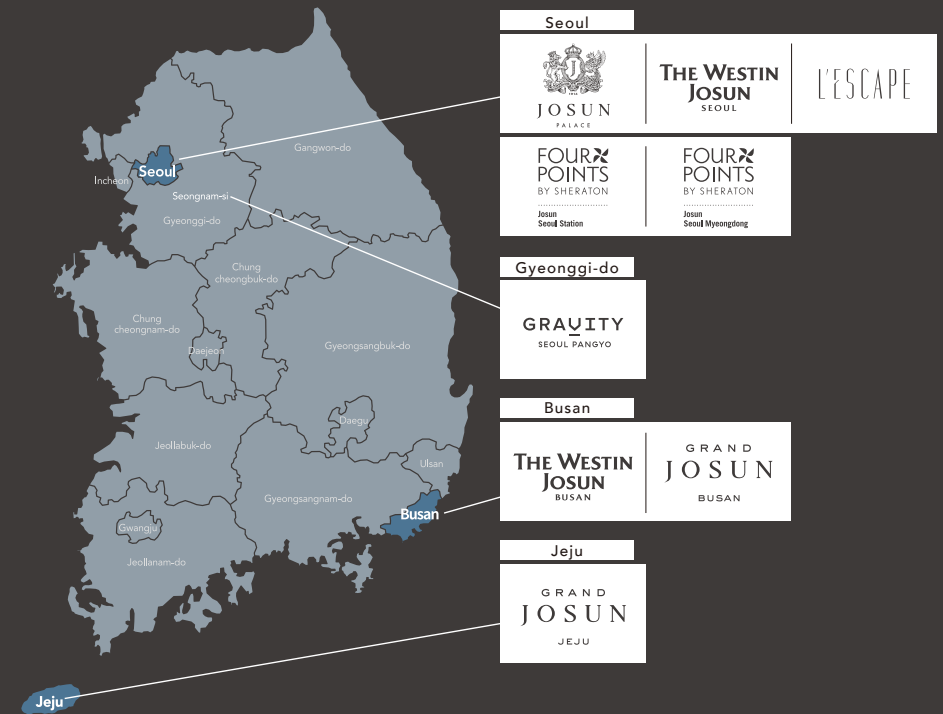 Seoul
J
JOSUN
PALACE
THE WESTIN
JOSUN
SEOUL
L'ESCAPE
FOUR
POINTS
BY SHERATON
Josun
Seoul Station
FOUR
POINTS
BY SHERATON
Josun
Seoul Myeongdong
Gyeonggi-do
GRAVITY
SEOUL PANGYO
Busan
THE WESTIN
JOSUN
BUSAN
GRAND
JOSUN
BUSAN
Jeju
GRAND
JOSUN
JEJU
Gangwon-do
Seoul
Incheon
Seongnam-si
Gyeonggi-do
Chung
cheongbuk-do
Chung
cheongnam-do
Daejeon
Gyeongsangbuk-do
Daegu
Jeollabuk-do
Ulsan
Gyeongsangnam-do
Busan
Gwangju
Jeollanam-do
Jeju